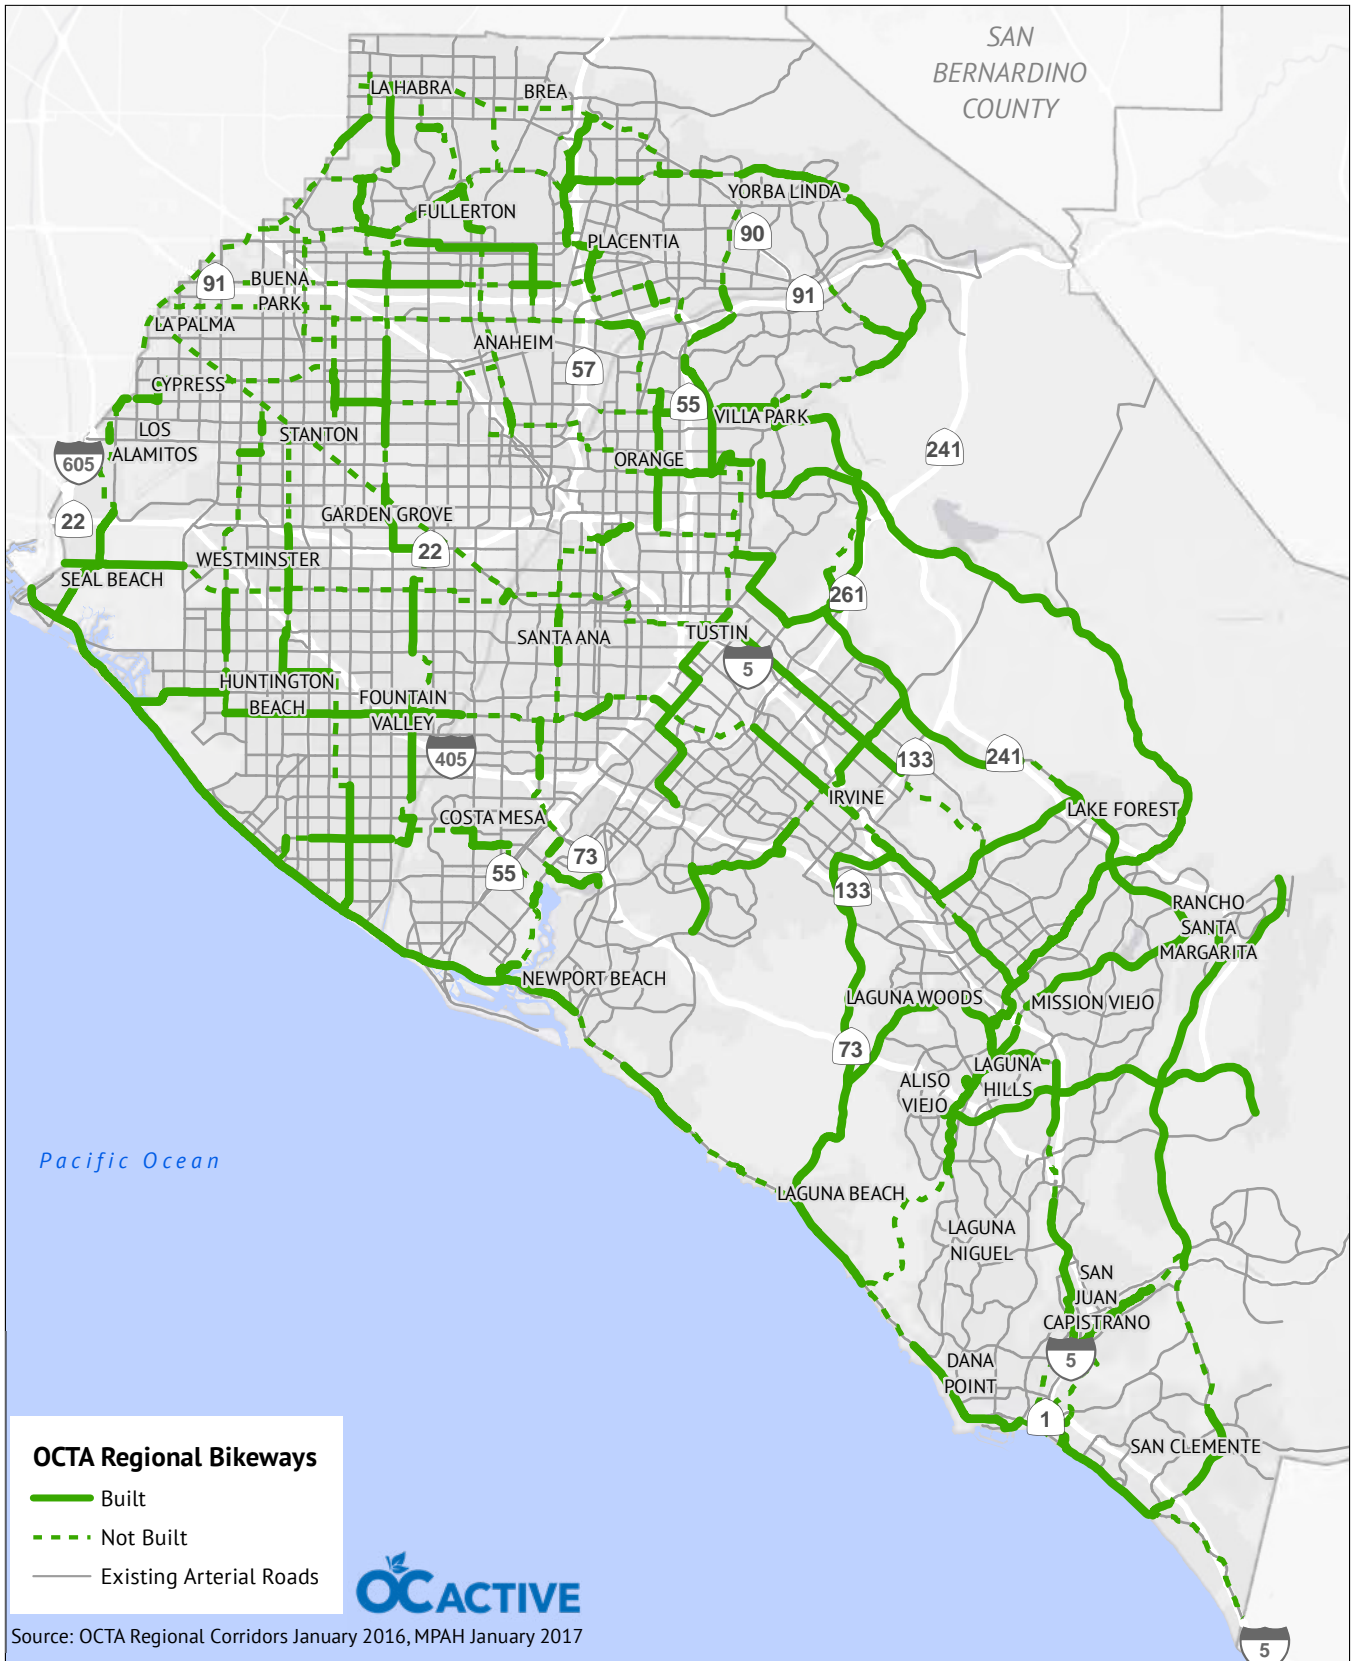 SAN
BERNARDINO
COUNTY
LA HABRA
BREA
YORBA LINDA
FULLERTON
90
PLACENTIA
91
BUENA
PARK
91
LA PALMA
ANAHEIM
57
CYPRESS
55
VILLA PARK
LOS
ALAMITOS
STANTON
241
605
ORANGE
22
GARDEN GROVE
22
WESTMINSTER
SEAL BEACH
261
SANTA ANA
TUSTIN
5
HUNTINGTON
BEACH
FOUNTAIN
VALLEY
405
133
241
IRVINE
LAKE FOREST
COSTA MESA
73
55
133
RANCHO
SANTA
MARGARITA
NEWPORT BEACH
LAGUNA WOODS
MISSION VIEJO
73
LAGUNA
HILLS
ALISO
VIEJO
Pacific Ocean
LAGUNA BEACH
LAGUNA
NIGUEL
SAN
JUAN
CAPISTRANO
5
DANA
POINT
1
SAN CLEMENTE
OCTA Regional Bikeways
Built
Not Built
Existing Arterial Roads
OC ACTIVE
Source: OCTA Regional Corridors January 2016, MPAH January 2017
5